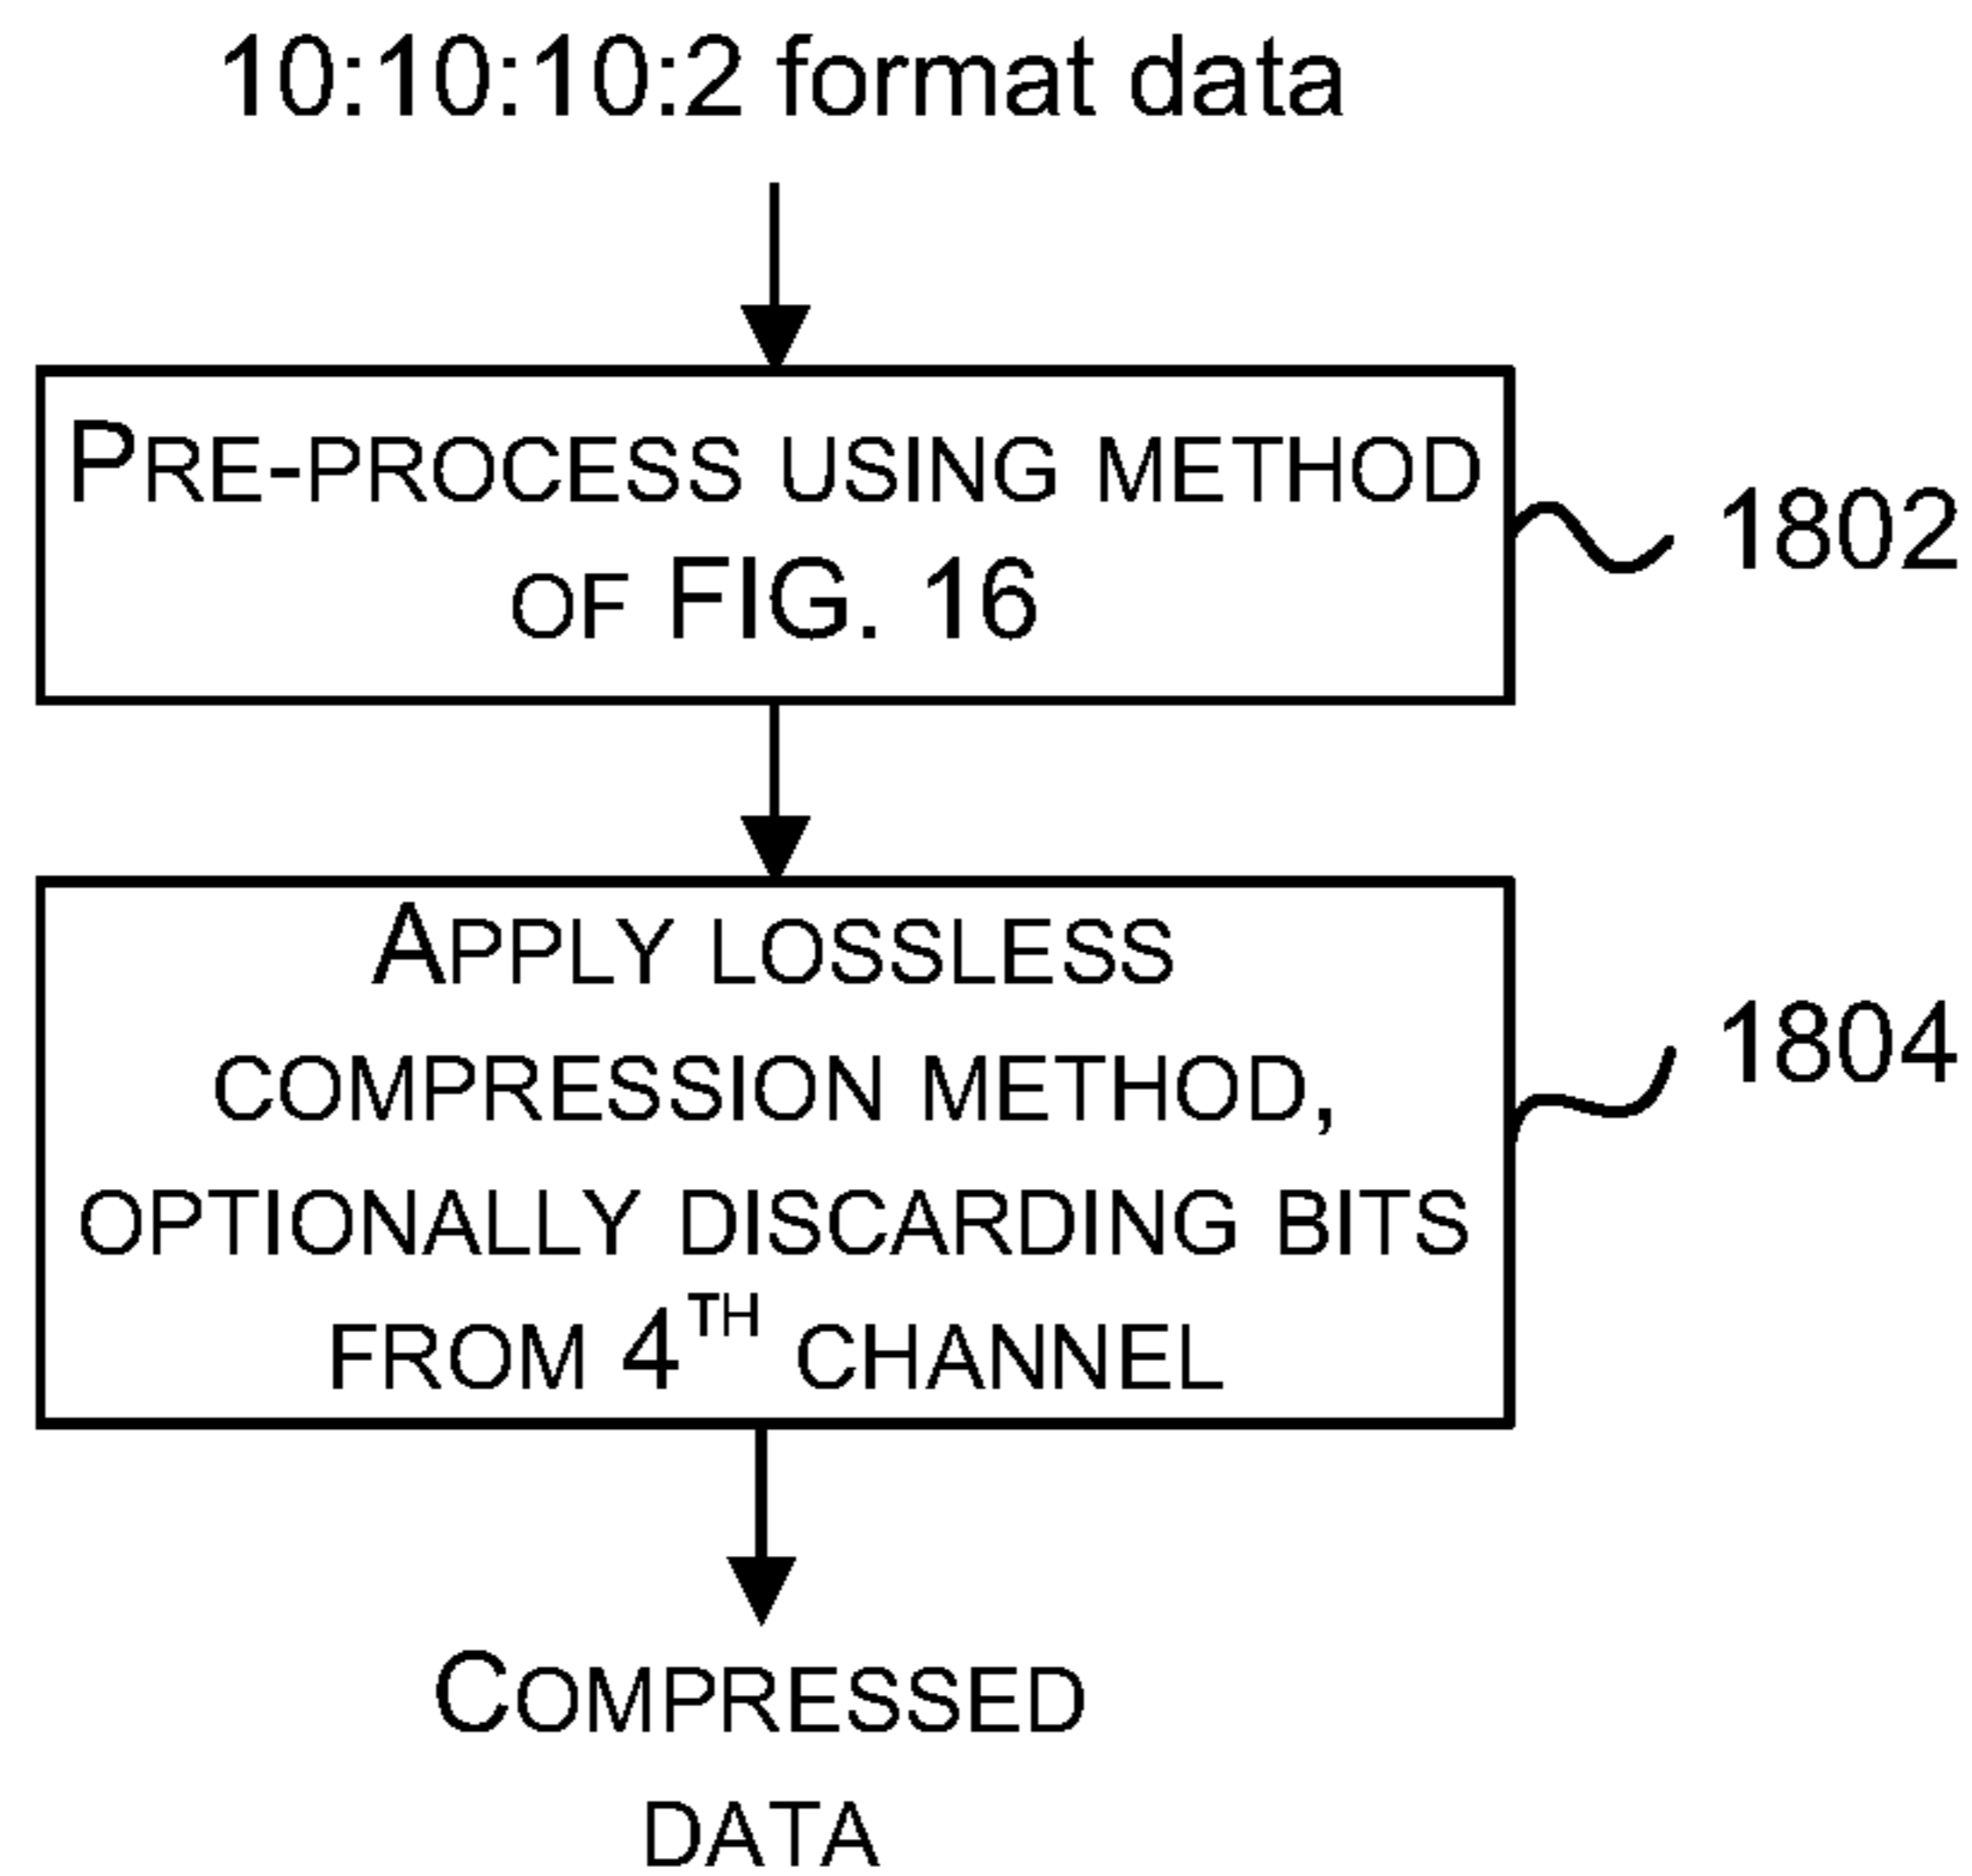 10:10:10:2 format data
PRE-PROCESS USING METHOD
OF FIG. 16
1802
APPLY LOSSLESS
COMPRESSION METHOD,
OPTIONALLY DISCARDING BITS
FROM 4TH CHANNEL
1804
COMPRESSED
DATA